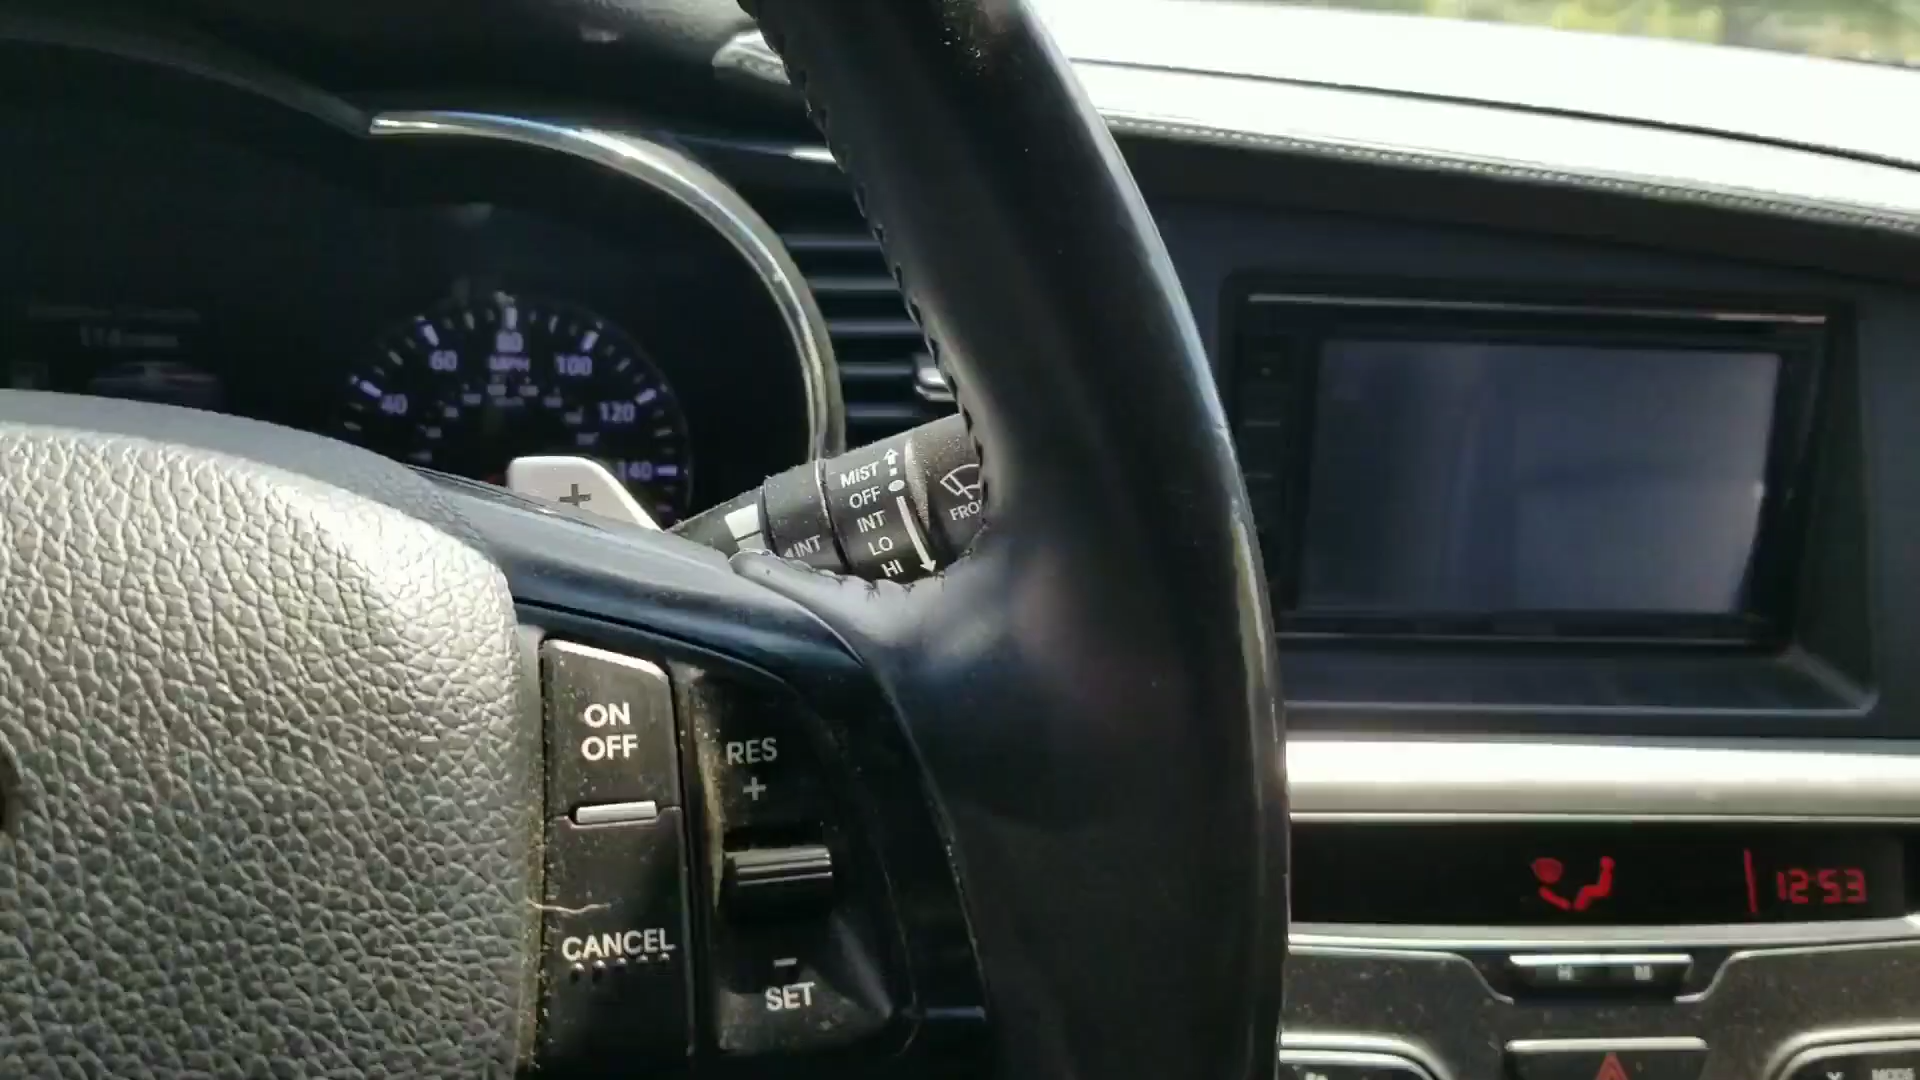 80
60
MPH
100
40
120
140
+
MIST
OFF
INT
LO
HI
INT
FRO
ON
OFF
RES
+
CANCEL
-
SET
12:53
H
M
MODE